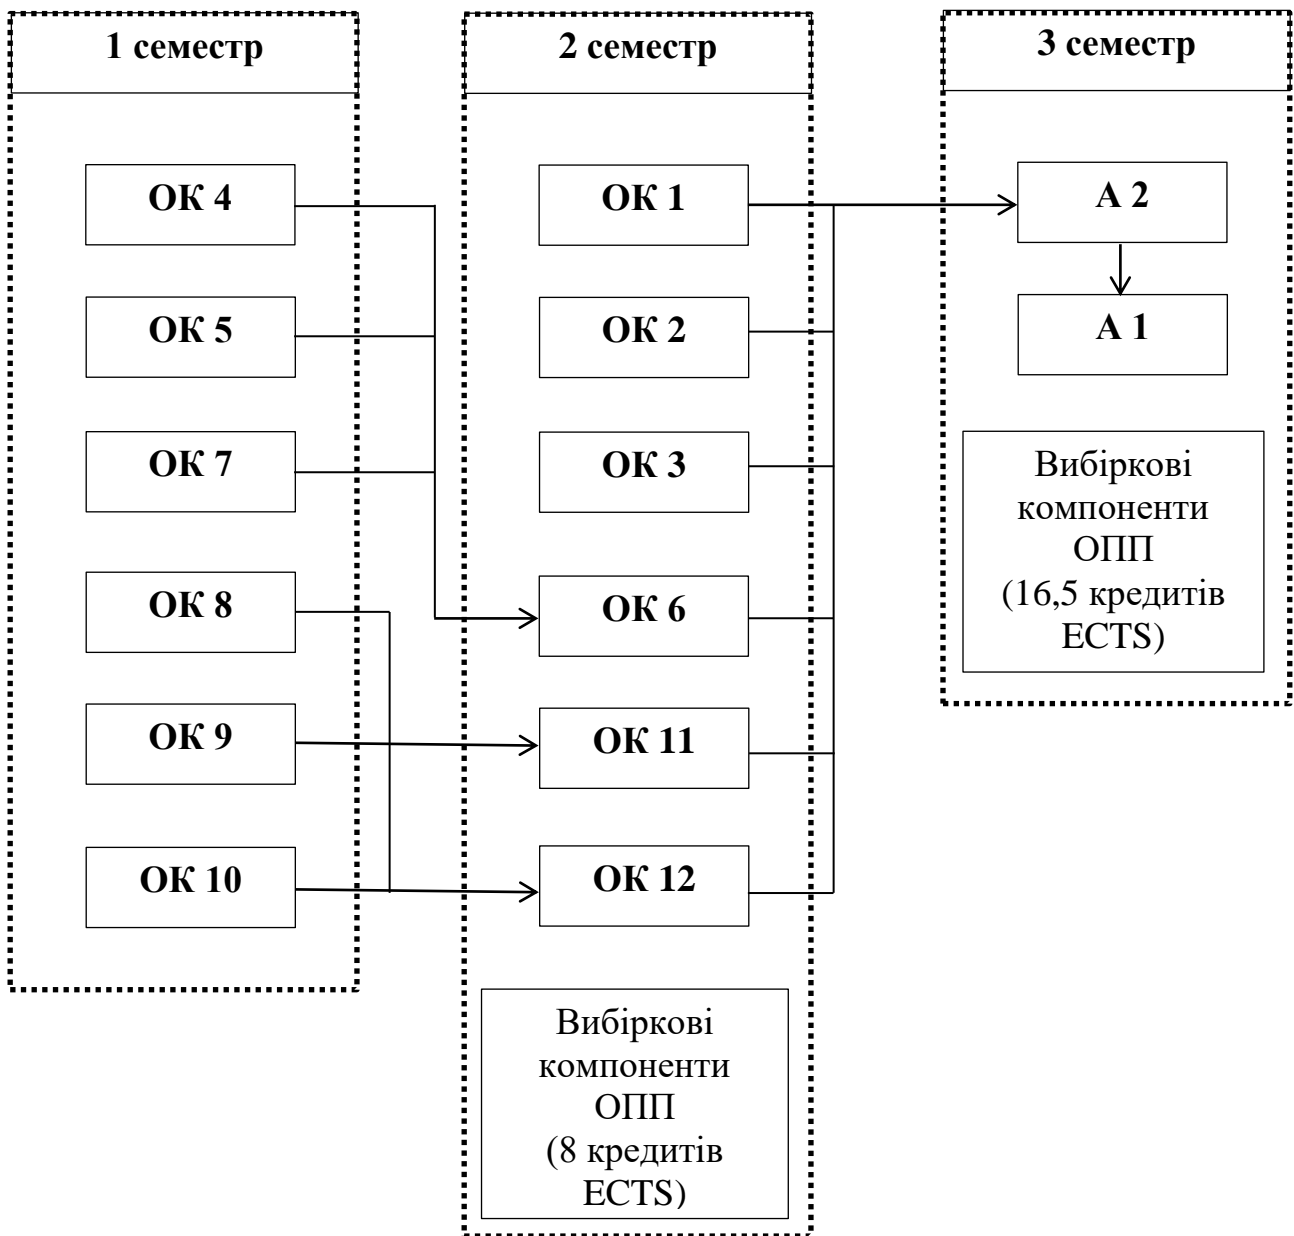 1 семестр
ОК 4
ОК 5
ОК 7
ОК 8
ОК 9
ОК 10
2 семестр
ОК 1
ОК 2
ОК 3
ОК 6
ОК 11
ОК 12
Вибіркові
компоненти
ОПП
(8 кредитів
ECTS)
3 семестр
А 2
А 1
Вибіркові
компоненти
ОПП
(16,5 кредитів
ECTS)